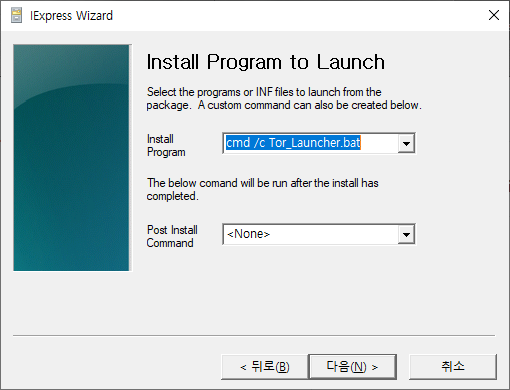 IExpress Wizard
Install Program to Launch
Select the programs or INF files to launch from the
package. A custom command can also be created below.
Install
Program
cmd /c Tor_Launcher.bat
The below comand will be run after the install has
completed.
Post Install
Command
<None>
< 뒤로(B)
다음(N) >
취소